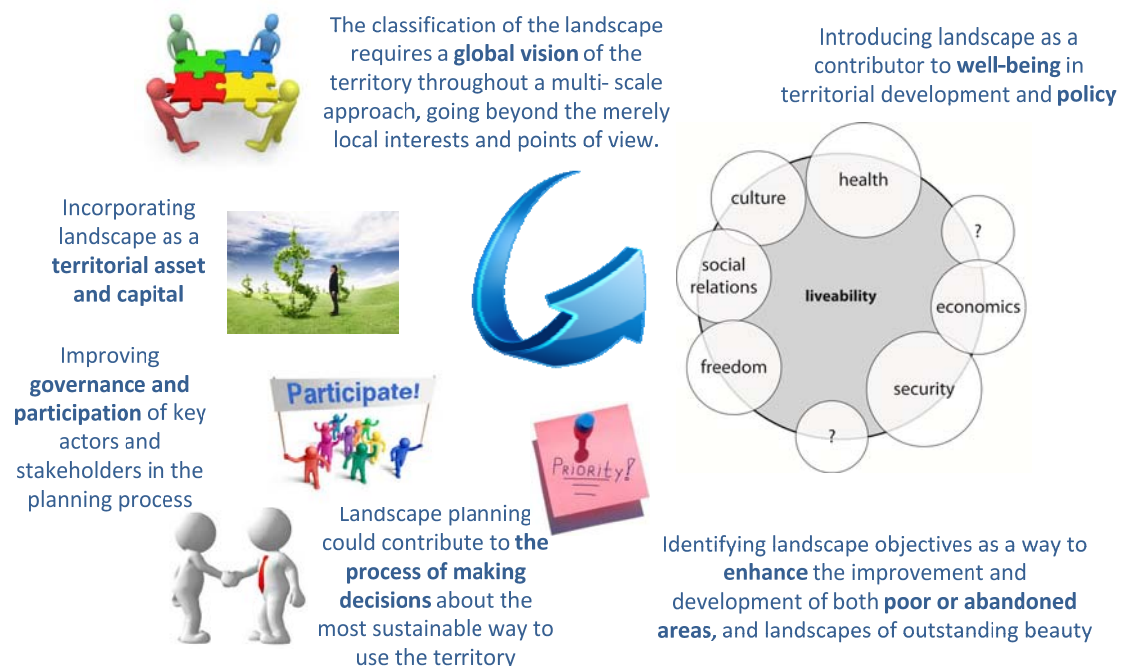 The classification of the landscape
requires a global vision of the
territory throughout a multi- scale
approach, going beyond the merely
local interests and points of view.
Introducing landscape as a
contributor to well-being in
territorial development and policy
culture
health
?
social
relations
liveability
economics
freedom
security
?
Incorporating
landscape as a
territorial asset
and capital
Improving
governance and
participation of key
actors and
stakeholders in the
planning process
Participate!
PRIORITY!
Landscape planning
could contribute to the
process of making
decisions about the
most sustainable way to
use the territory
Identifying landscape objectives as a way to
enhance the improvement and
development of both poor or abandoned
areas, and landscapes of outstanding beauty